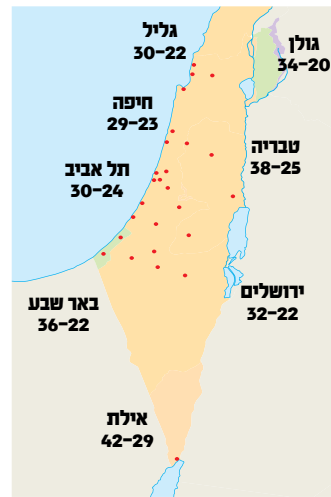 גליל
30-22
גולן
34-20
חיפה
29-23
טבריה
38-25
תל אביב
30-24
ירושלים
32-22
באר שבע
36-22
אילת
42-29